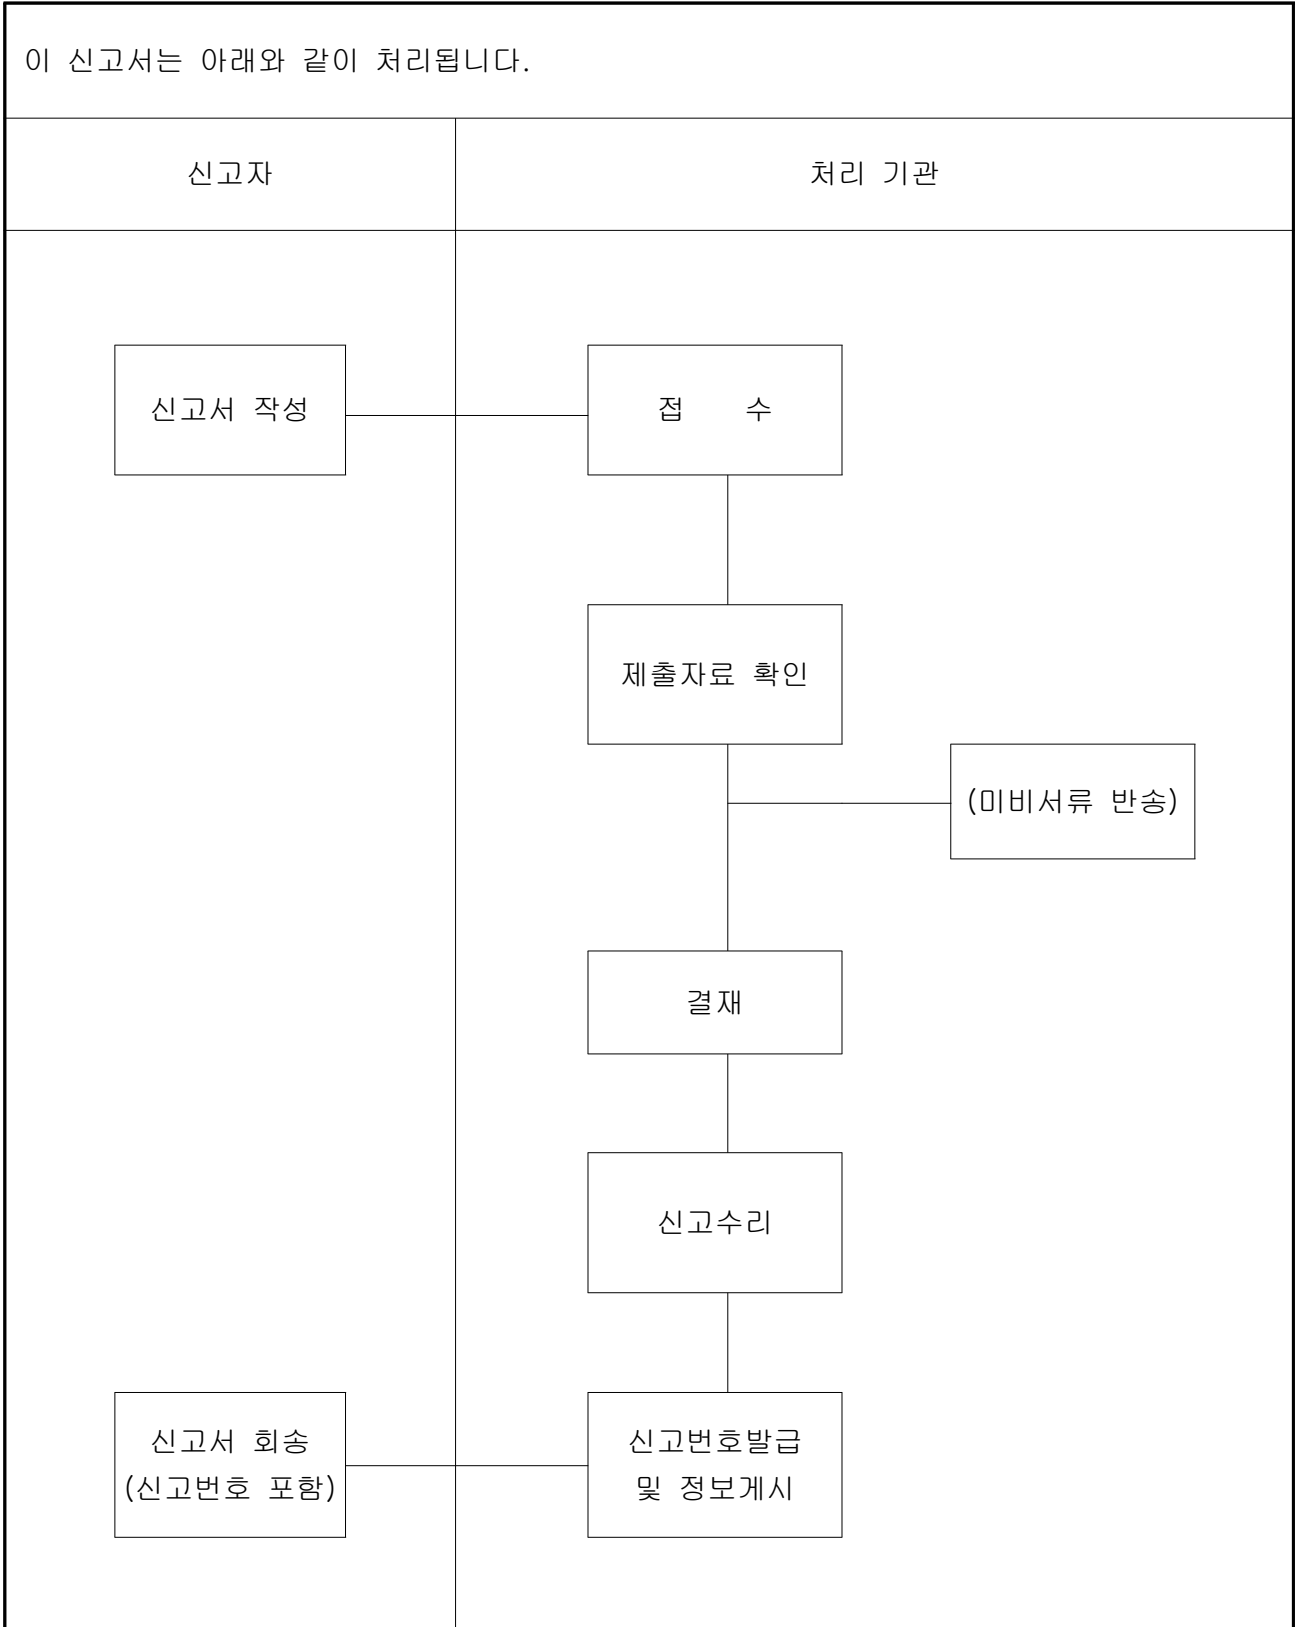 이 신고서는 아래와 같이 처리됩니다.
신고자
처리 기관
신고서 작성
접 수
제출자료 확인
(미비서류 반송)
결재
신고수리
신고서 회송
(신고번호 포함)
신고번호발급
및 정보게시